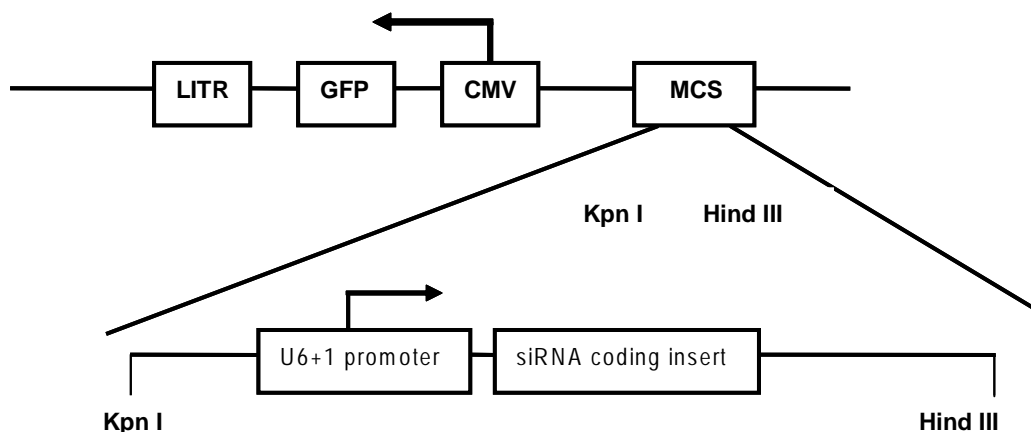 LITR GFP CMV MCS
Kpn I Hind III
U6+1 promoter siRNA coding insert
Kpn I Hind III